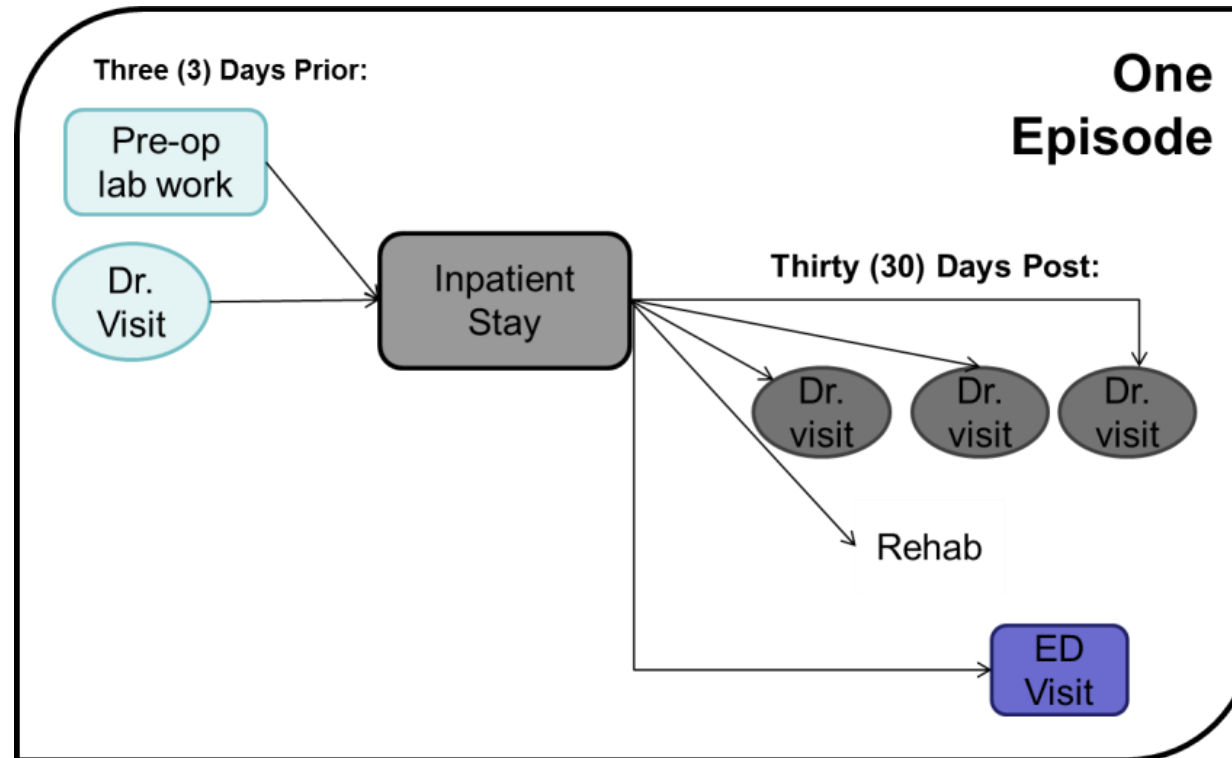 Three (3) Days Prior:
One
Episode
Pre-op
lab work
Dr.
Visit
Inpatient
Stay
Thirty (30) Days Post:
Dr.
visit
Dr.
visit
Dr.
visit
Rehab
ED
Visit